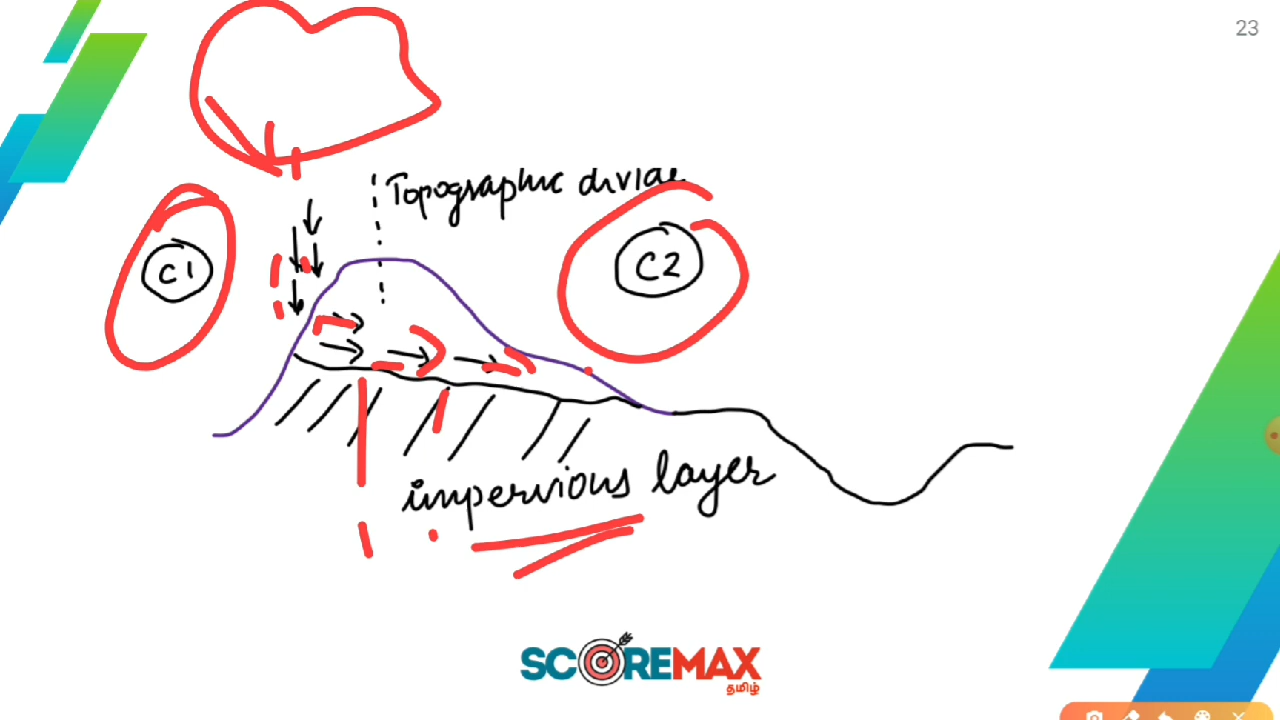 23
Topographic divide
C1
C2
impervious layer
SCOREMAX
தமிழ்